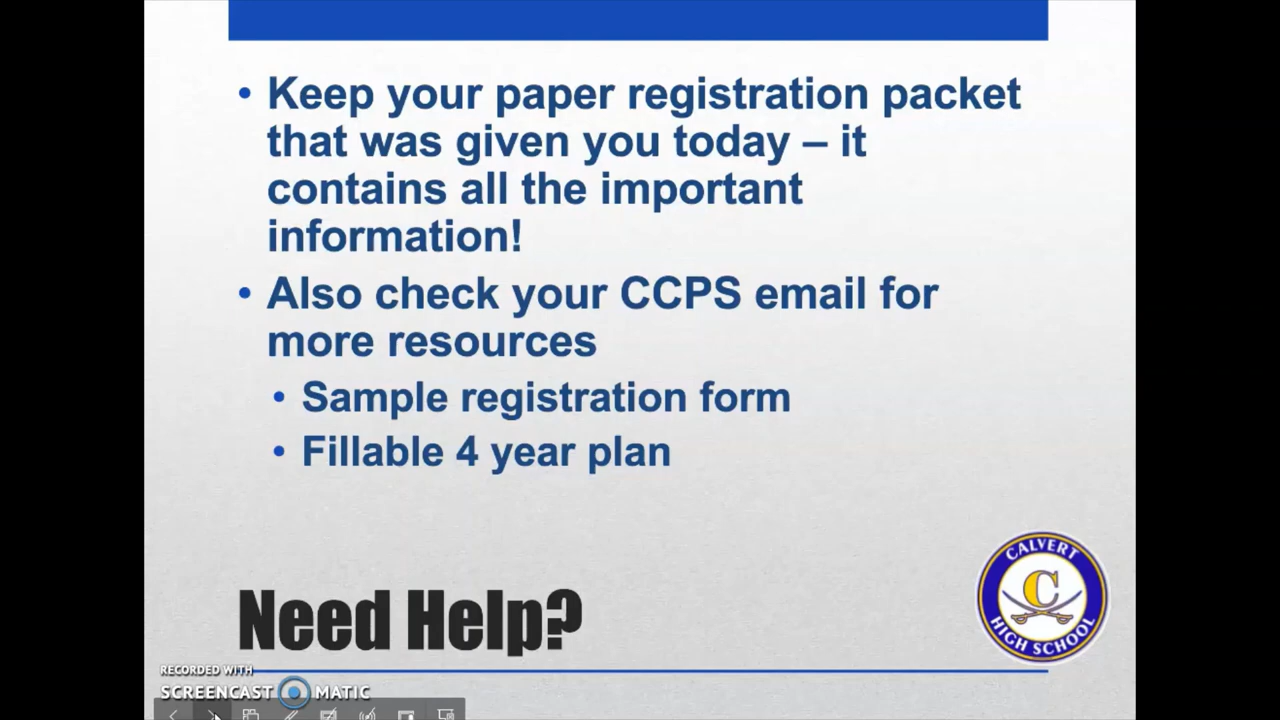 • Keep your paper registration packet
that was given you today – it
contains all the important
information!
• Also check your CCPS email for
more resources
• Sample registration form
• Fillable 4 year plan
CALVERT
C
HIGH SCHOOL
Need Help?
RECORDED WITH
SCREENCAST MATIC